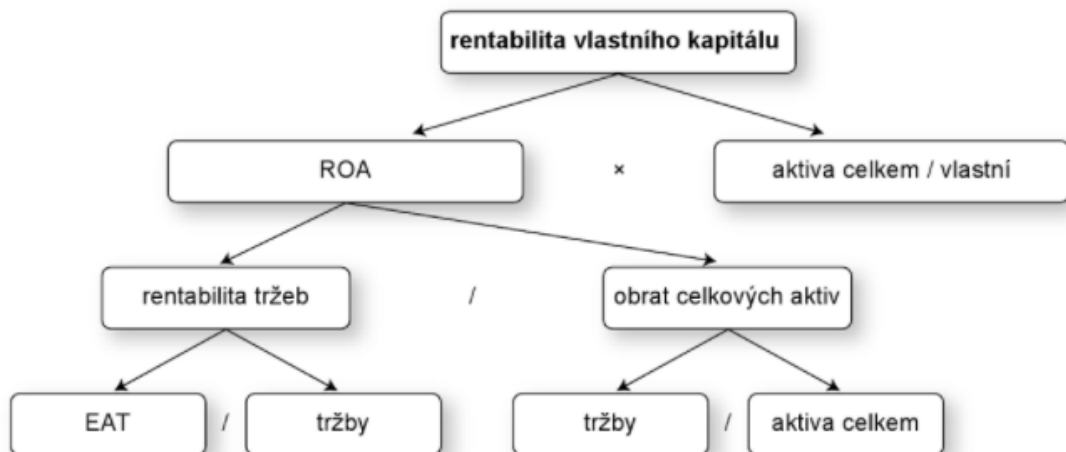 rentabilita vlastního kapitálu
ROA × aktiva celkem / vlastní
rentabilita tržeb / obrat celkových aktiv
EAT / tržby tržby / aktiva celkem